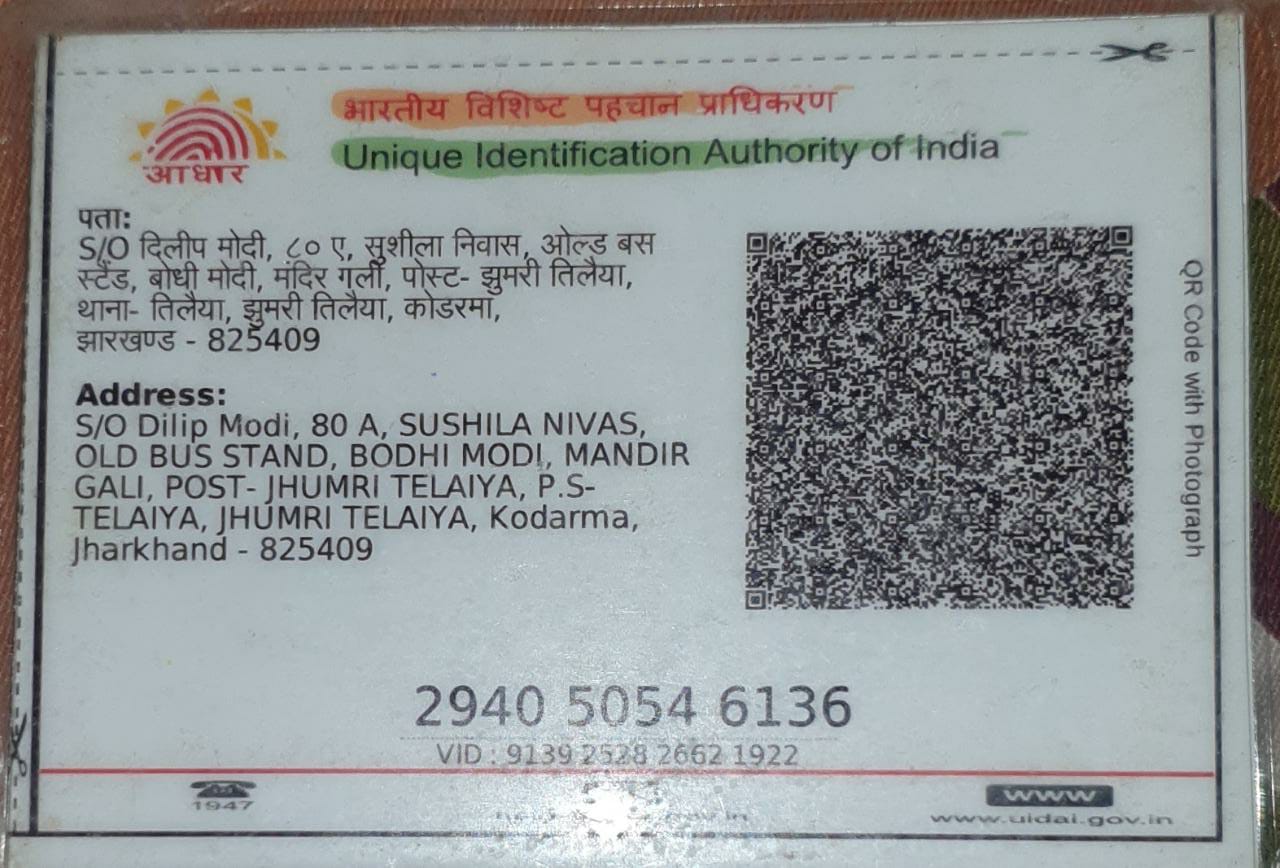 भारतीय विशिष्ट पहचान प्राधिकरण
Unique Identification Authority of India
आधार
पता:
S/O दिलीप मोदी, ८० ए, सुशीला निवास, ओल्ड बस
स्टैंड, बोधी मोदी, मंदिर गली, पोस्ट- झुमरी तिलैया,
थाना- तिलैया, झुमरी तिलैया, कोडरमा,
झारखण्ड - 825409
Address:
S/O Dilip Modi, 80 A, SUSHILA NIVAS,
OLD BUS STAND, BODHI MODI, MANDIR
GALI, POST- JHUMRI TELAIYA, P.S-
TELAIYA, JHUMRI TELAIYA, Kodarma,
Jharkhand - 825409
QR Code with Photograph
2940 5054 6136
VID : 9139 2528 2662 1922
1947
www
www.uidai.gov.in